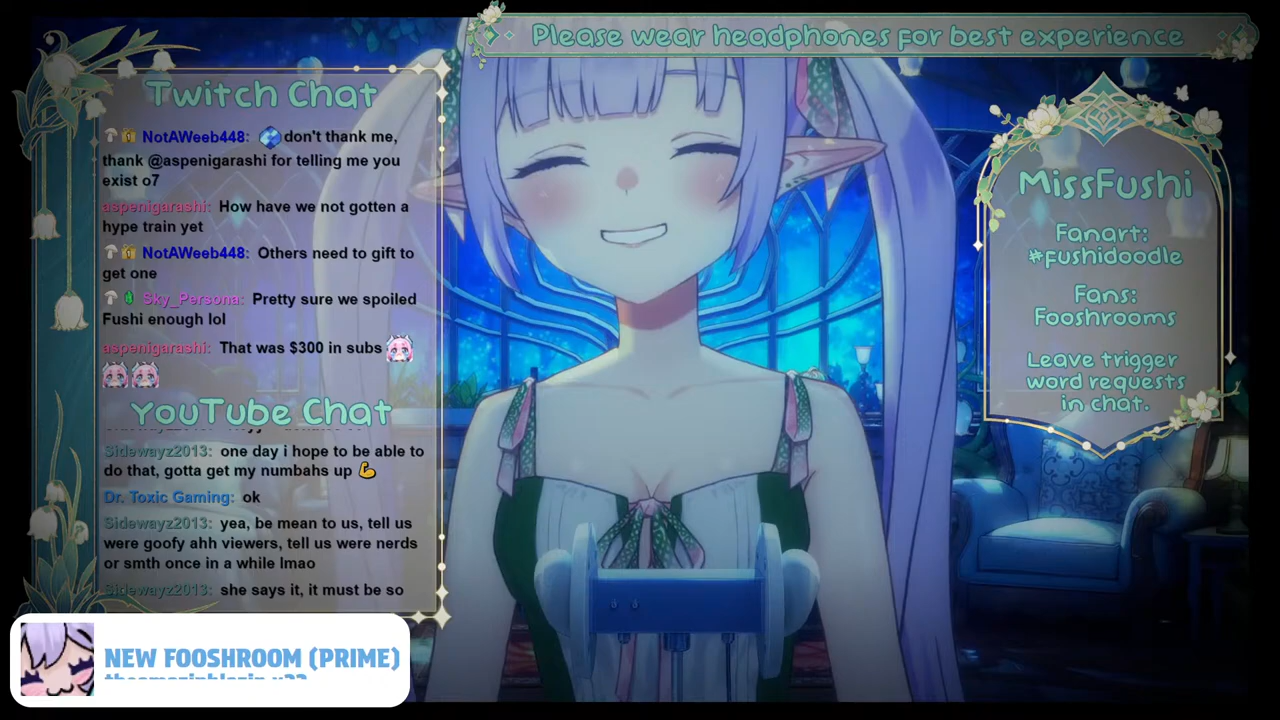 Please wear headphones for best experience
Twitch Chat
NotAWeeb448: don't thank me,
thank @aspenigarashi for telling me you
exist o7
aspenigarashi: How have we not gotten a
hype train yet
NotAWeeb448: Others need to gift to
get one
Sky_Persona: Pretty sure we spoiled
Fushi enough lol
aspenigarashi: That was $300 in subs
YouTube Chat
Sidewayz2013: one day i hope to be able to
do that, gotta get my numbahs up 💪
Dr. Toxic Gaming: ok
Sidewayz2013: yea, be mean to us, tell us
were goofy ahh viewers, tell us were nerds
or smth once in a while lmao
Sidewayz2013: she says it, it must be so
NEW FOOSHROOM (PRIME)
MissFushi
Fanart:
#fushidoodle
Fans:
Fooshrooms
Leave trigger
word requests
in chat.